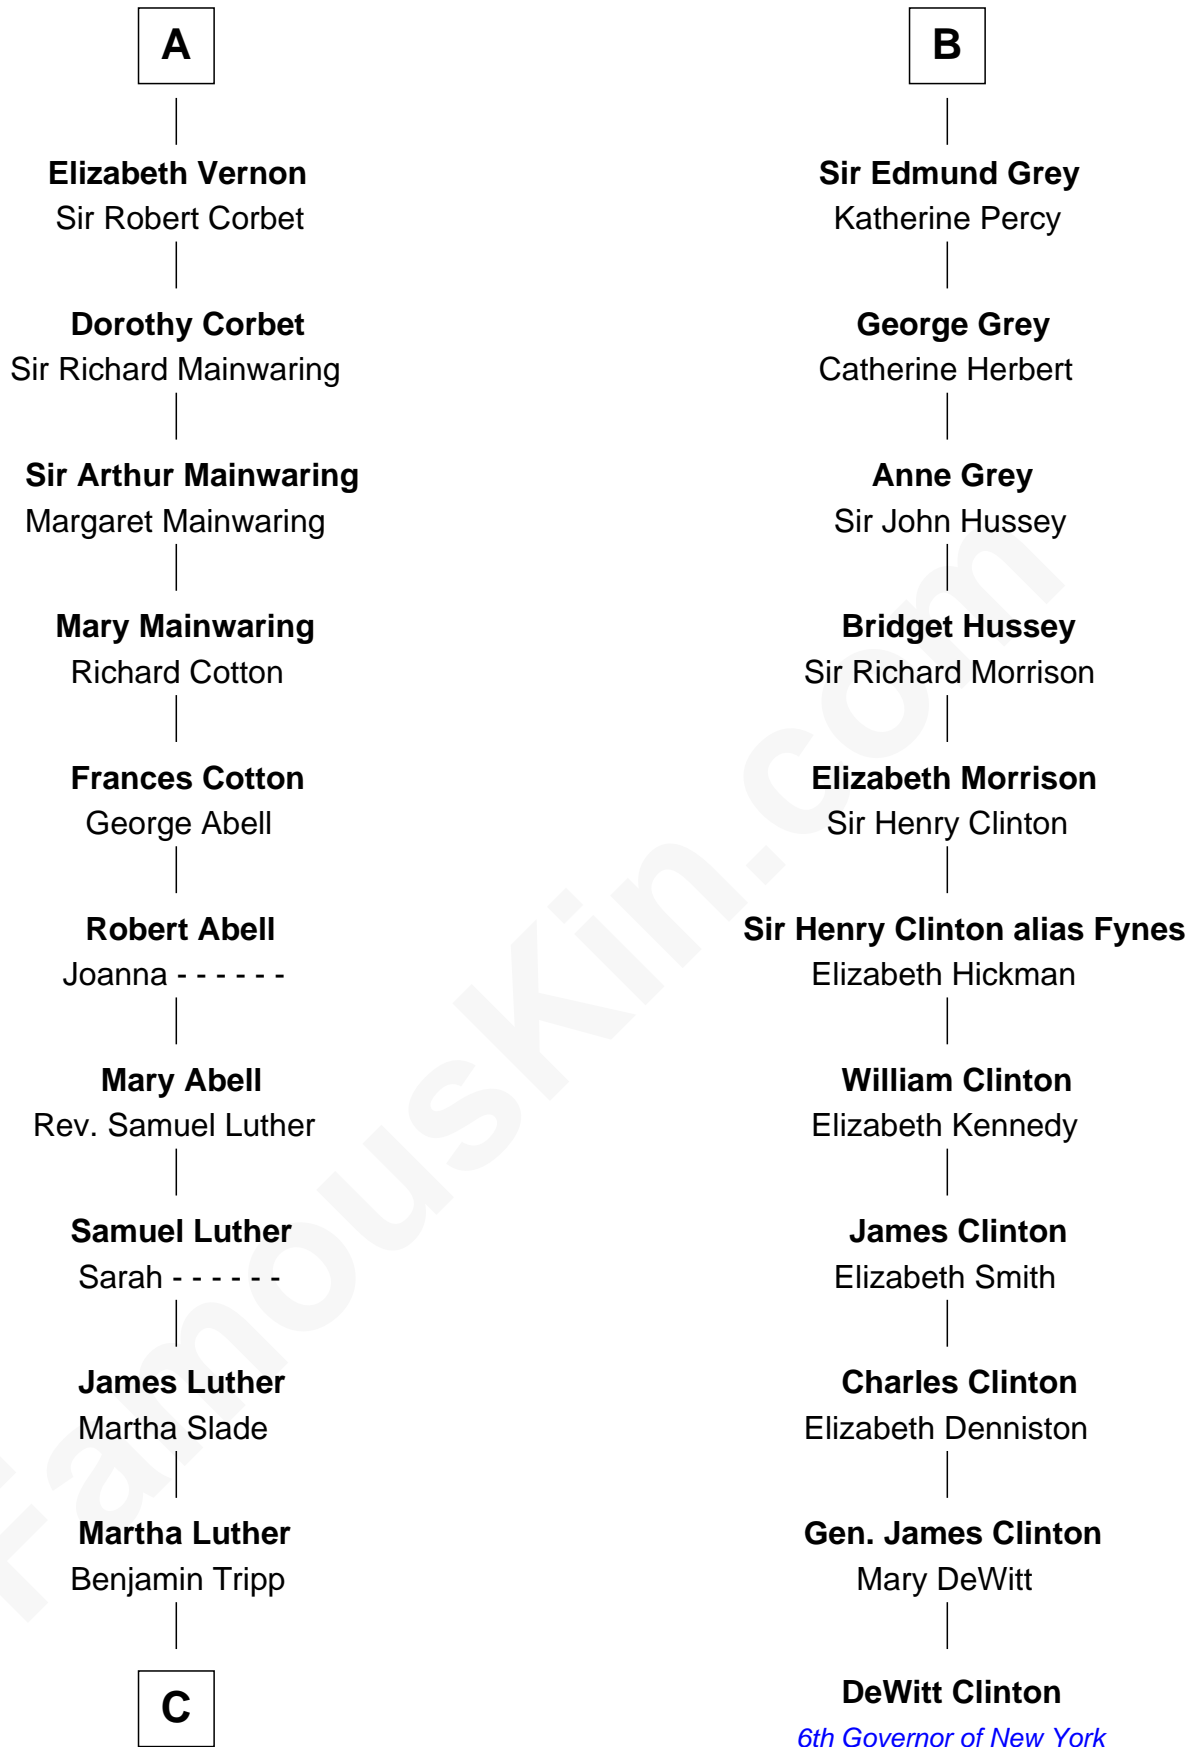 A
Elizabeth Vernon
Sir Robert Corbet
Dorothy Corbet
Sir Richard Mainwaring
Sir Arthur Mainwaring
Margaret Mainwaring
Mary Mainwaring
Richard Cotton
Frances Cotton
George Abell
Robert Abell
Joanna - - - - - -
Mary Abell
Rev. Samuel Luther
Samuel Luther
Sarah - - - - - -
James Luther
Martha Slade
Martha Luther
Benjamin Tripp
C
B
Sir Edmund Grey
Katherine Percy
George Grey
Catherine Herbert
Anne Grey
Sir John Hussey
Bridget Hussey
Sir Richard Morrison
Elizabeth Morrison
Sir Henry Clinton
Sir Henry Clinton alias Fynes
Elizabeth Hickman
William Clinton
Elizabeth Kennedy
James Clinton
Elizabeth Smith
Charles Clinton
Elizabeth Denniston
Gen. James Clinton
Mary DeWitt
DeWitt Clinton
6th Governor of New York
FamousKin.com